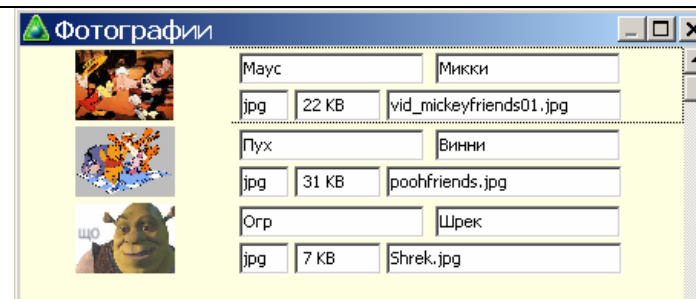 Фотографии
Маус Микки
jpg 22 KB vid_mickeyfriends01.jpg
Пух Винни
jpg 31 KB poohfriends.jpg
що
Огр Шрек
jpg 7 KB Shrek.jpg